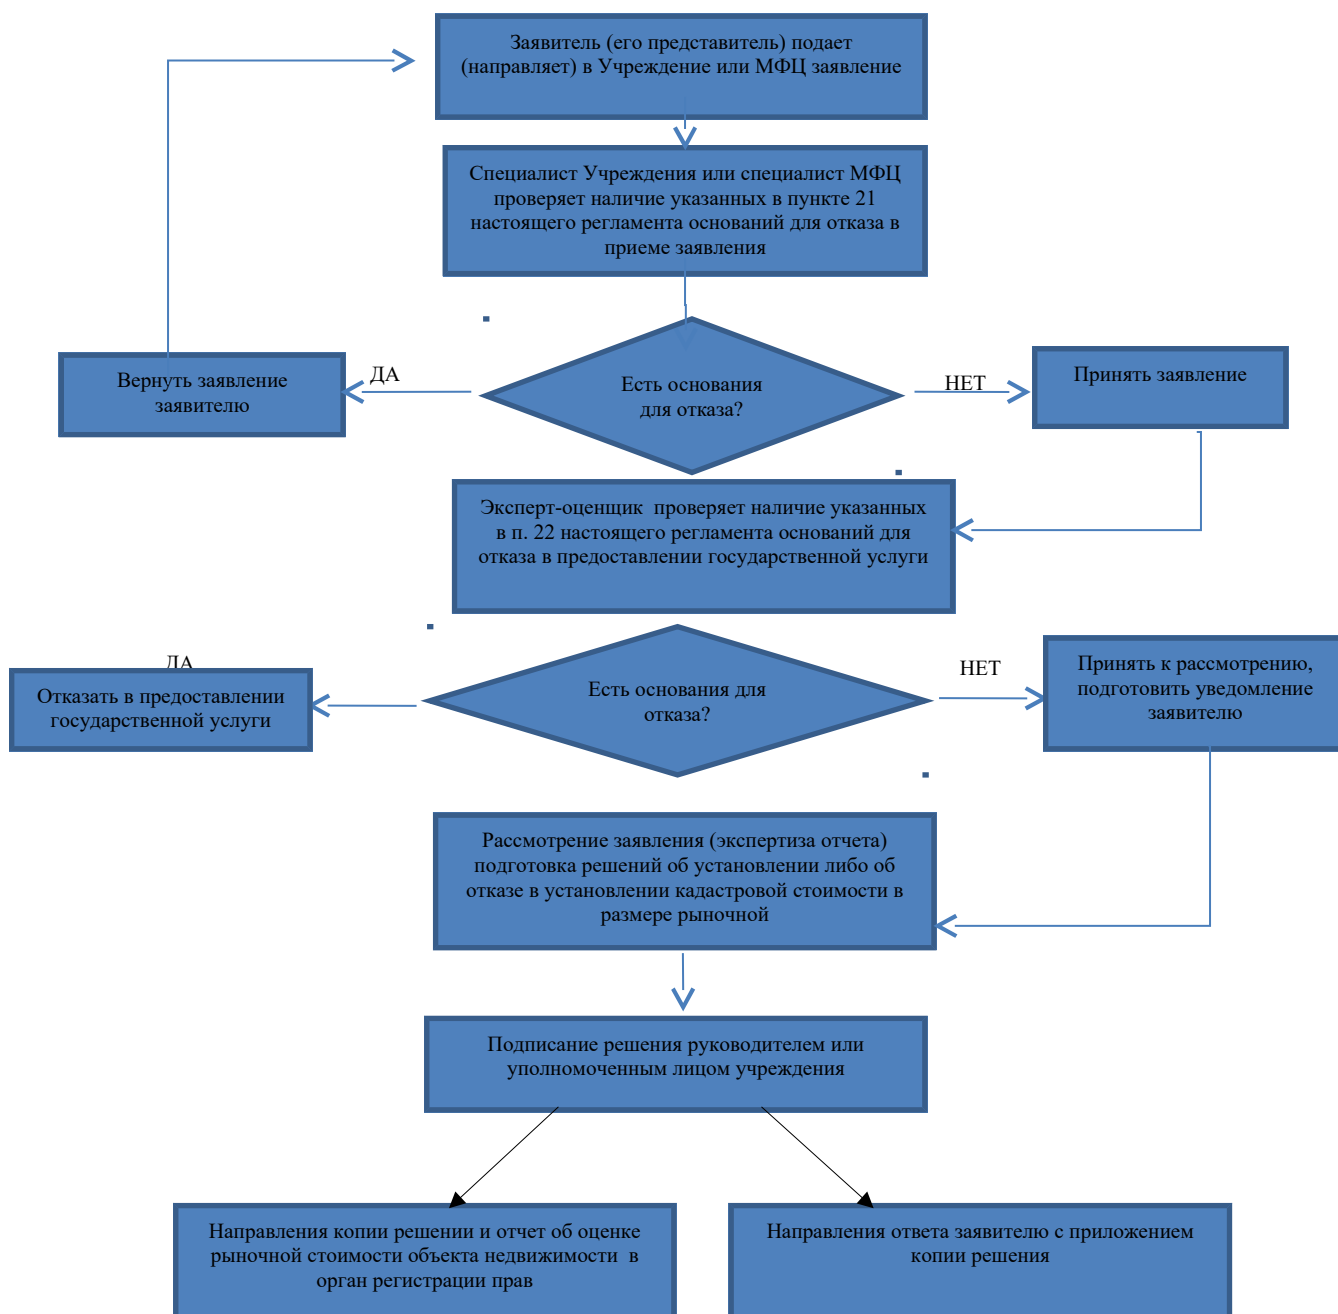 Заявитель (его представитель) подает
(направляет) в Учреждение или МФЦ заявление
Специалист Учреждения или специалист МФЦ
проверяет наличие указанных в пункте 21
настоящего регламента оснований для отказа в
приеме заявления
Вернуть заявление
заявителю
ДА
Есть основания
для отказа?
НЕТ
Принять заявление
Эксперт-оценщик проверяет наличие указанных
в п. 22 настоящего регламента оснований для
отказа в предоставлении государственной услуги
ДА
Отказать в предоставлении
государственной услуги
Есть основания для
отказа?
НЕТ
Принять к рассмотрению,
подготовить уведомление
заявителю
Рассмотрение заявления (экспертиза отчета)
подготовка решений об установлении либо об
отказе в установлении кадастровой стоимости в
размере рыночной
Подписание решения руководителем или
уполномоченным лицом учреждения
Направления копии решении и отчет об оценке
рыночной стоимости объекта недвижимости в
орган регистрации прав
Направления ответа заявителю с приложением
копии решения